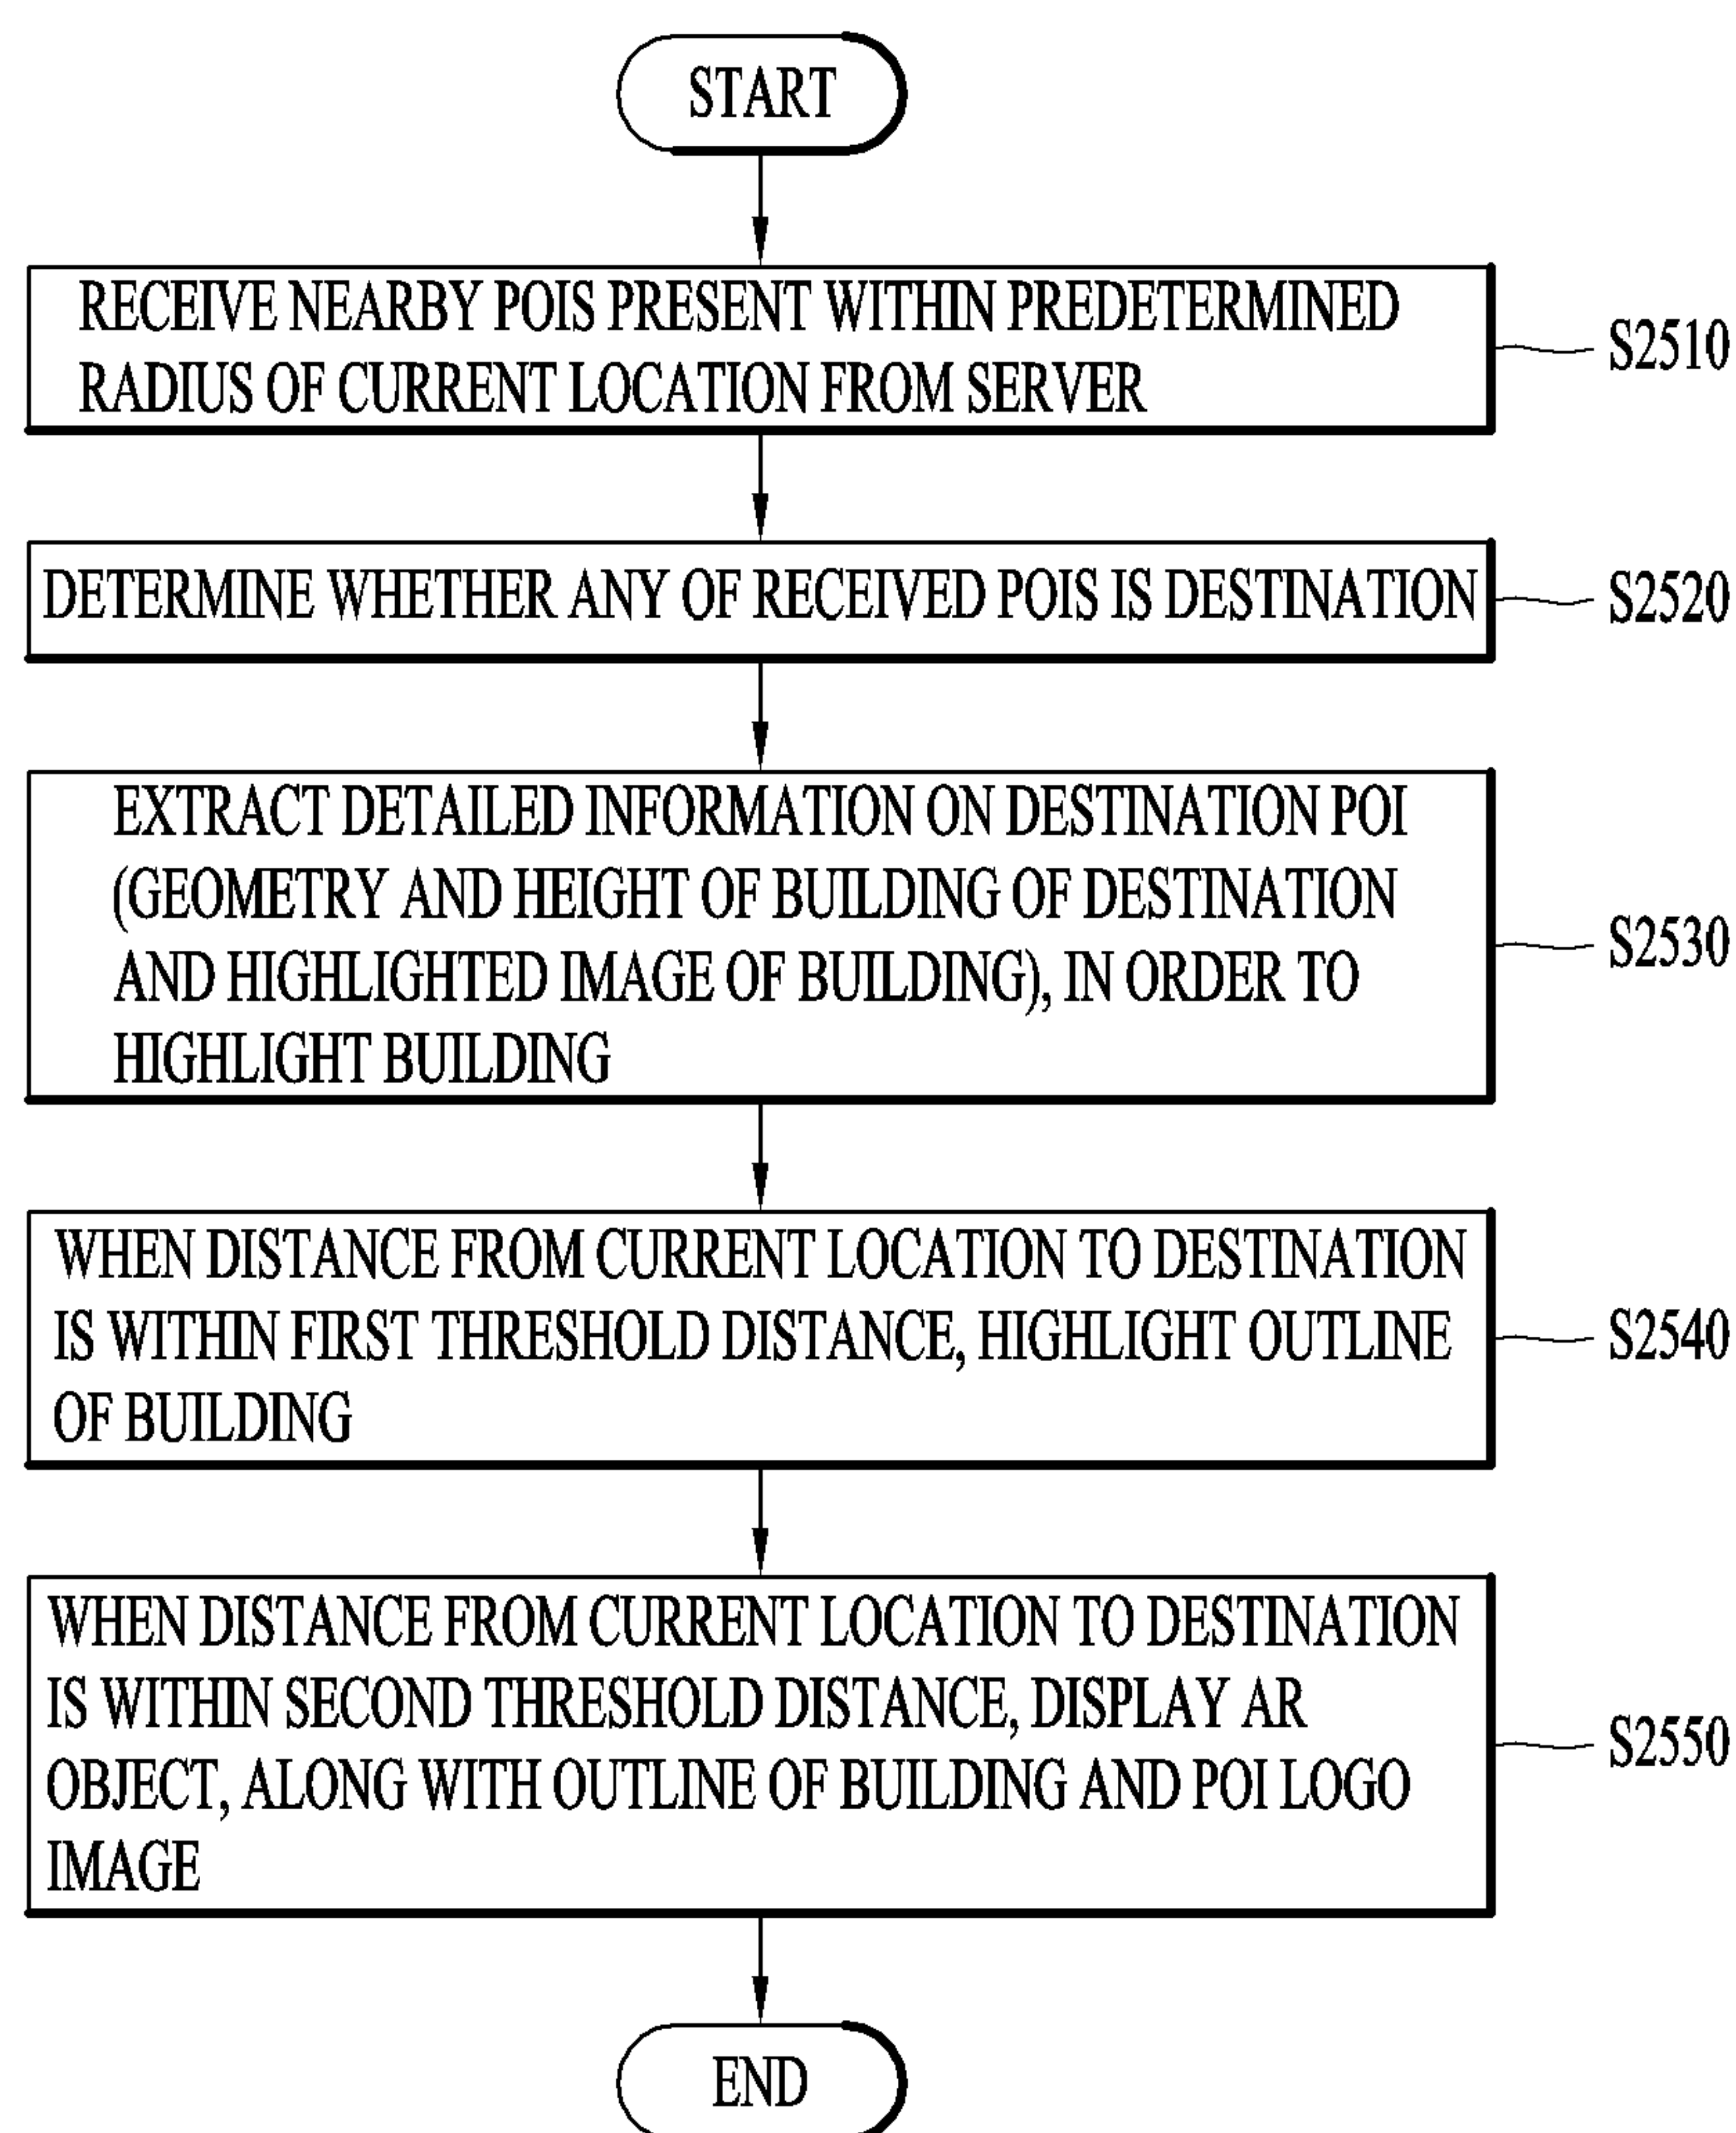 START
RECEIVE NEARBY POIS PRESENT WITHIN PREDETERMINED
RADIUS OF CURRENT LOCATION FROM SERVER
S2510
DETERMINE WHETHER ANY OF RECEIVED POIS IS DESTINATION
S2520
EXTRACT DETAILED INFORMATION ON DESTINATION POI
(GEOMETRY AND HEIGHT OF BUILDING OF DESTINATION
AND HIGHLIGHTED IMAGE OF BUILDING), IN ORDER TO
HIGHLIGHT BUILDING
S2530
WHEN DISTANCE FROM CURRENT LOCATION TO DESTINATION
IS WITHIN FIRST THRESHOLD DISTANCE, HIGHLIGHT OUTLINE
OF BUILDING
S2540
WHEN DISTANCE FROM CURRENT LOCATION TO DESTINATION
IS WITHIN SECOND THRESHOLD DISTANCE, DISPLAY AR
OBJECT, ALONG WITH OUTLINE OF BUILDING AND POI LOGO
IMAGE
S2550
END